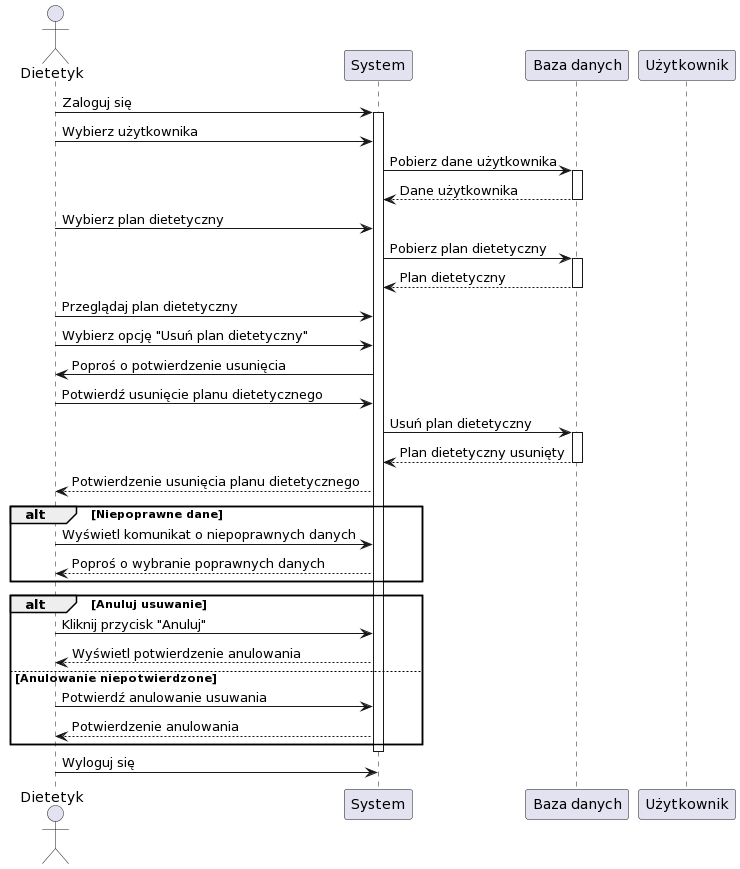 Dietetyk
System
Baza danych
Użytkownik
Zaloguj się
Wybierz użytkownika
Pobierz dane użytkownika
Dane użytkownika
Wybierz plan dietetyczny
Pobierz plan dietetyczny
Plan dietetyczny
Przeglądaj plan dietetyczny
Wybierz opcję "Usuń plan dietetyczny"
Poproś o potwierdzenie usunięcia
Potwierdź usunięcie planu dietetycznego
Usuń plan dietetyczny
Plan dietetyczny usunięty
Potwierdzenie usunięcia planu dietetycznego
alt [Niepoprawne dane]
Wyświetl komunikat o niepoprawnych danych
Poproś o wybranie poprawnych danych
alt [Anuluj usuwanie]
Kliknij przycisk "Anuluj"
Wyświetl potwierdzenie anulowania
[Anulowanie niepotwierdzone]
Potwierdź anulowanie usuwania
Potwierdzenie anulowania
Wyloguj się
Dietetyk
System
Baza danych
Użytkownik